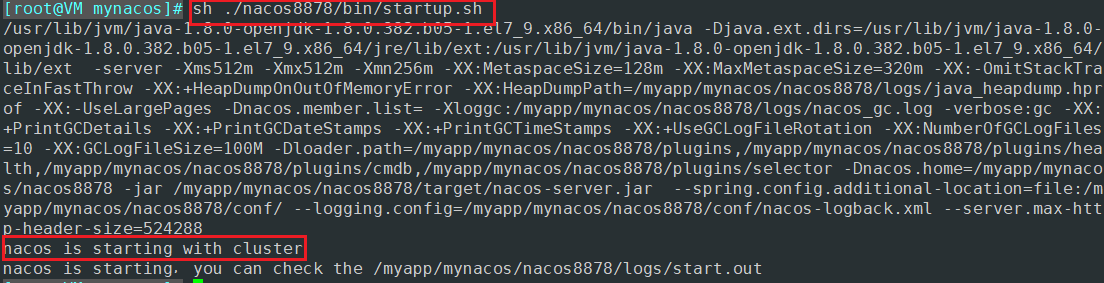 [root@VM mynacos]# sh ./nacos8878/bin/startup.sh
/usr/lib/jvm/java-1.8.0-openjdk-1.8.0.382.b05-1.el7_9.x86_64/bin/java -Djava.ext.dirs=/usr/lib/jvm/java-1.8.0-
openjdk-1.8.0.382.b05-1.el7_9.x86_64/jre/lib/ext:/usr/lib/jvm/java-1.8.0-openjdk-1.8.0.382.b05-1.el7_9.x86_64/
lib/ext  -server -Xms512m -Xmx512m -Xmn256m -XX:MetaspaceSize=128m -XX:MaxMetaspaceSize=320m -XX:-OmitStackTra
ceInFastThrow -XX:+HeapDumpOnOutOfMemoryError -XX:HeapDumpPath=/myapp/mynacos/nacos8878/logs/java_heapdump.hpr
of -XX:-UseLargePages -Dnacos.member.list= -Xloggc:/myapp/mynacos/nacos8878/logs/nacos_gc.log -verbose:gc -XX:
+PrintGCDetails -XX:+PrintGCDateStamps -XX:+PrintGCTimeStamps -XX:+UseGCLogFileRotation -XX:NumberOfGCLogFiles
=10 -XX:GCLogFileSize=100M -Dloader.path=/myapp/mynacos/nacos8878/plugins,/myapp/mynacos/nacos8878/plugins/hea
lth,/myapp/mynacos/nacos8878/plugins/cmdb,/myapp/mynacos/nacos8878/plugins/selector -Dnacos.home=/myapp/mynaco
s/nacos8878 -jar /myapp/mynacos/nacos8878/target/nacos-server.jar  --spring.config.additional-location=file:/m
yapp/mynacos/nacos8878/conf/ --logging.config=/myapp/mynacos/nacos8878/conf/nacos-logback.xml --server.max-htt
p-header-size=524288
nacos is starting with cluster
nacos is starting, you can check the /myapp/mynacos/nacos8878/logs/start.out